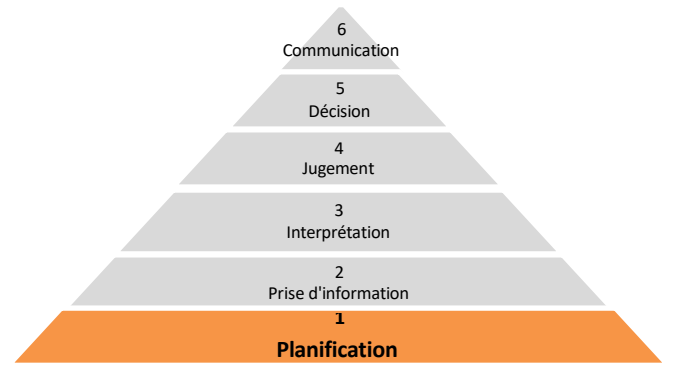 6
Communication
5
Décision
4
Jugement
3
Interprétation
2
Prise d'information
1
Planification